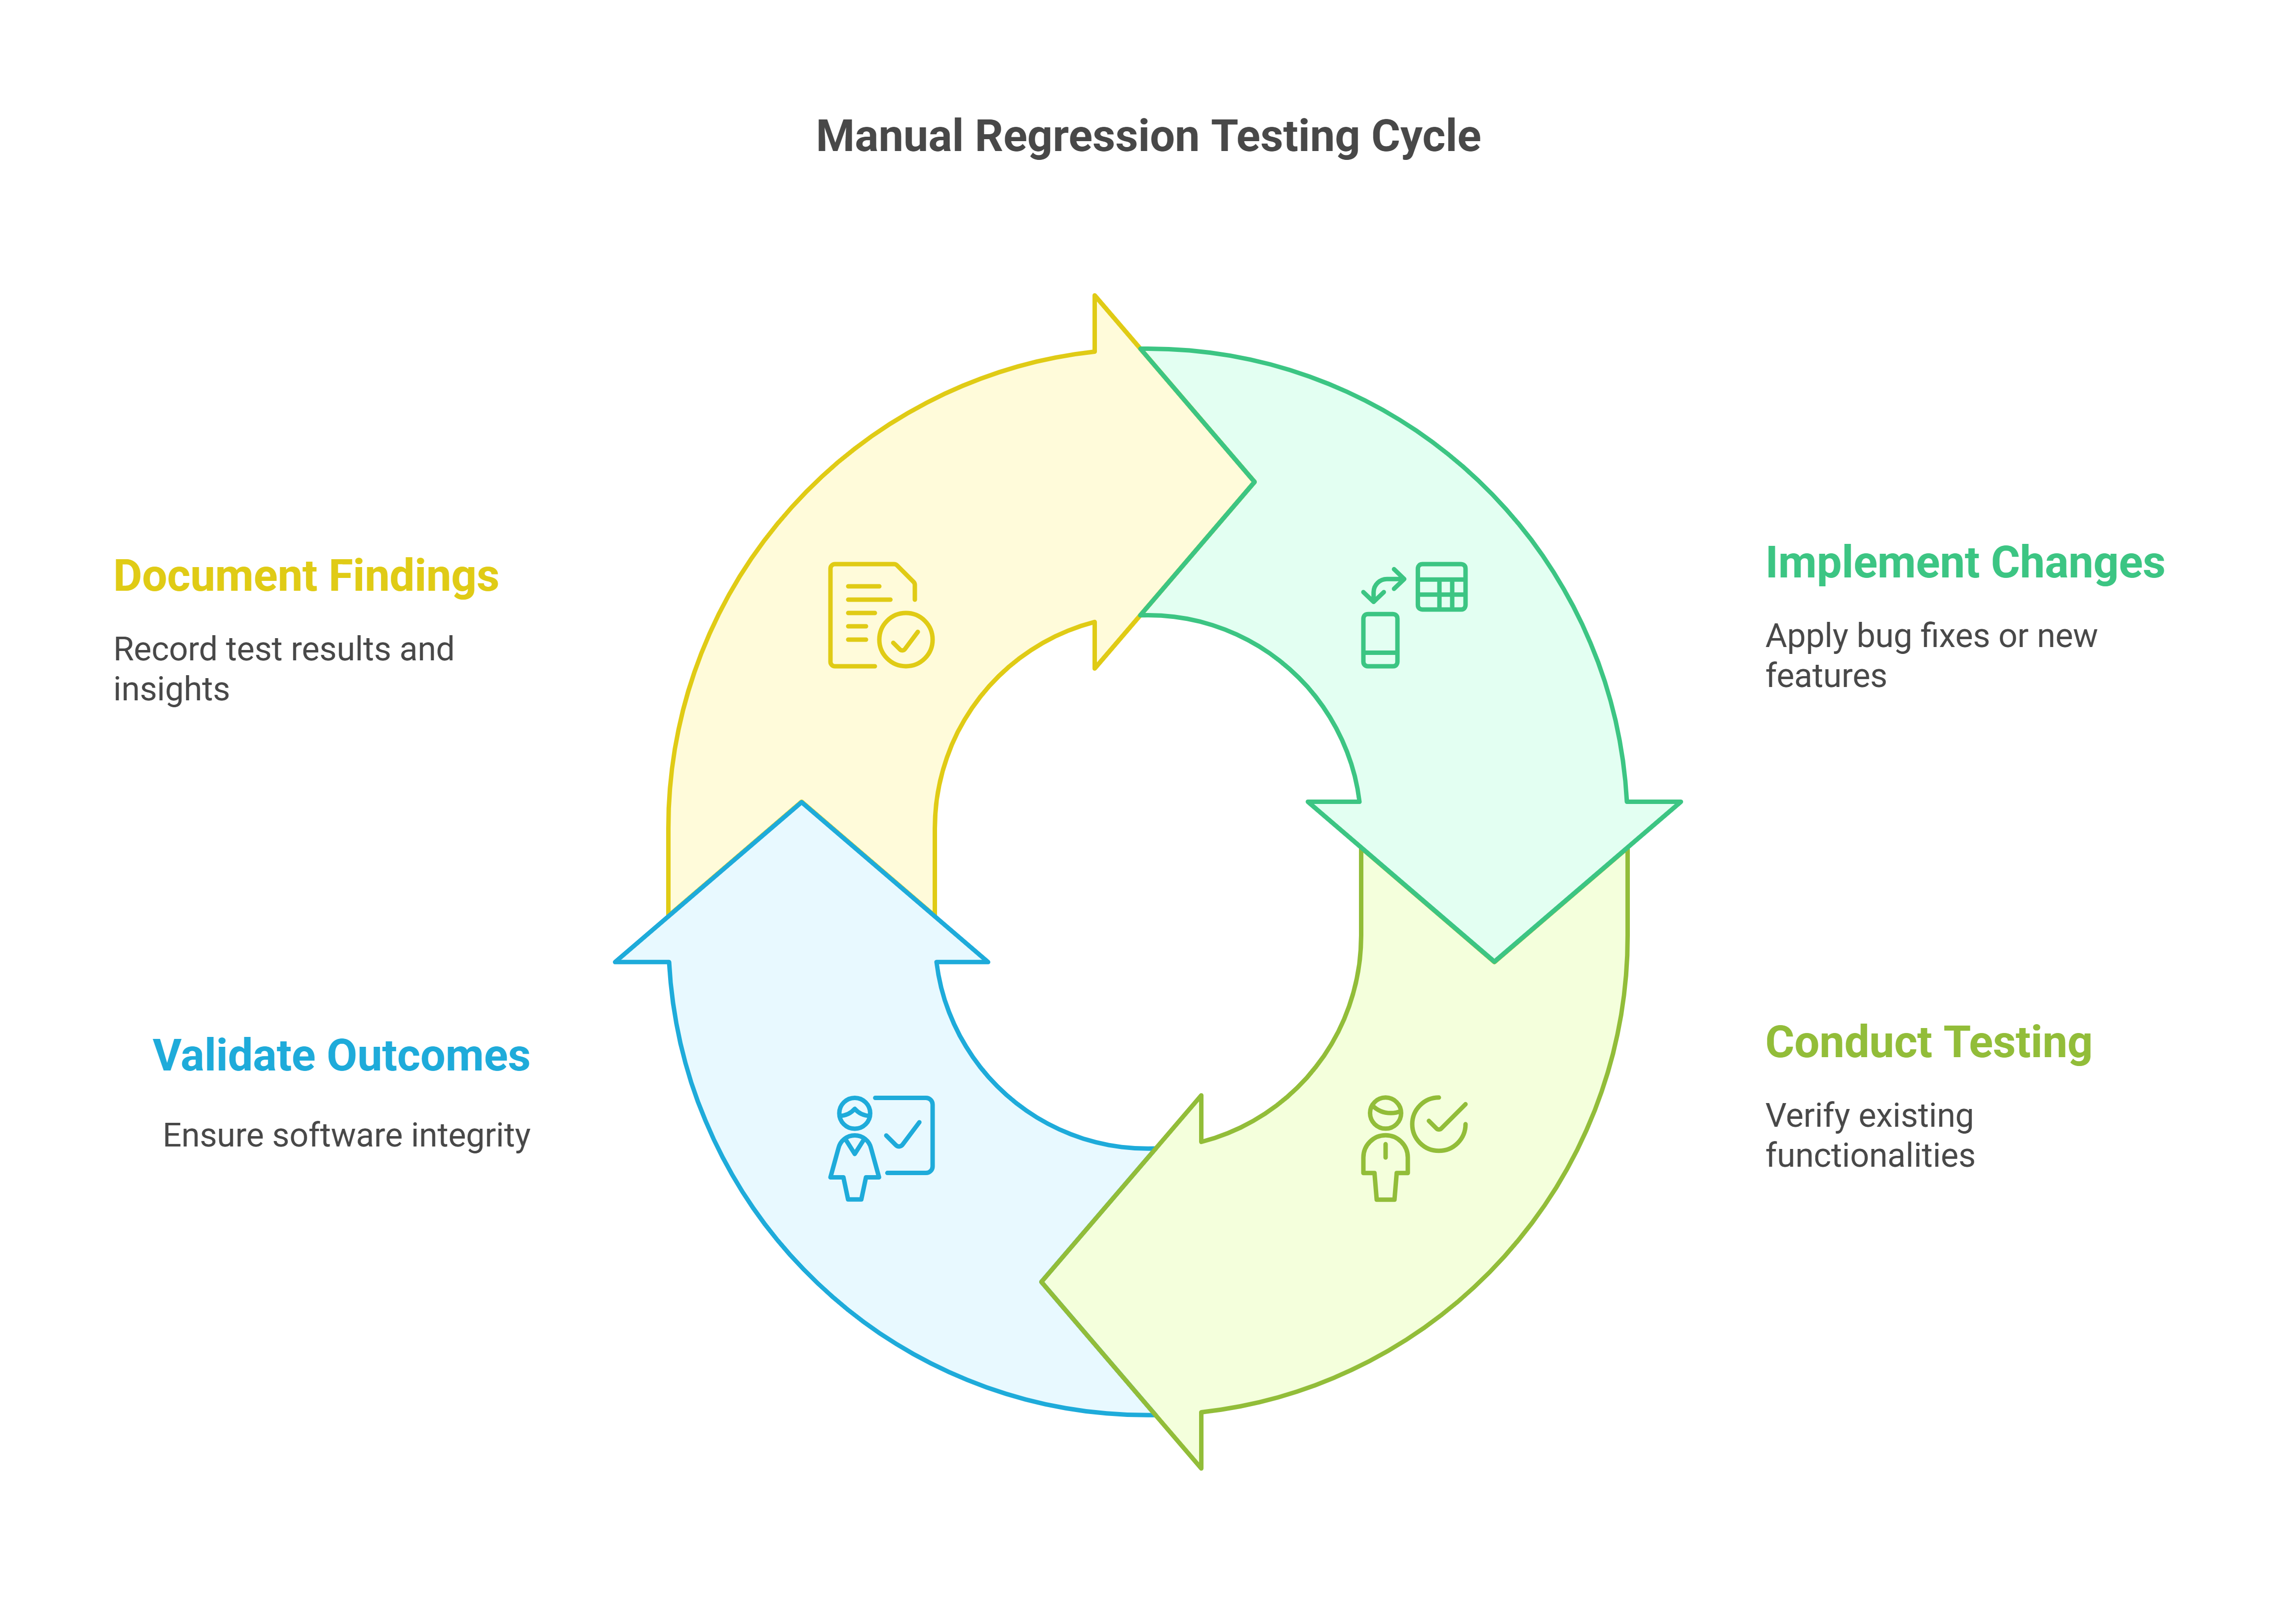 Manual Regression Testing Cycle
Document Findings
Record test results and
insights
Implement Changes
Apply bug fixes or new
features
Validate Outcomes
Ensure software integrity
Conduct Testing
Verify existing
functionalities